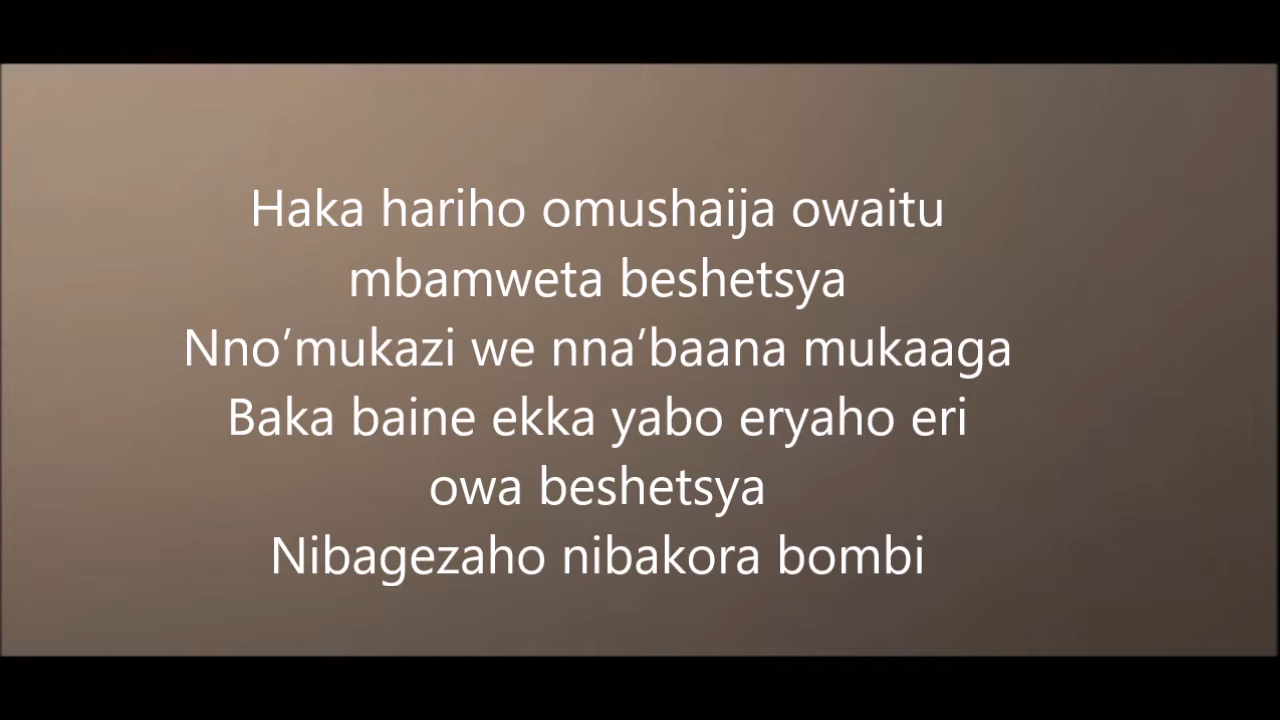 Haka hariho omushaija owaitu
mbamweta beshetsya
Nno’mukazi we nna’baana mukaaga
Baka baine ekka yabo eryaho eri
owa beshetsya
Nibagezaho nibakora bombi